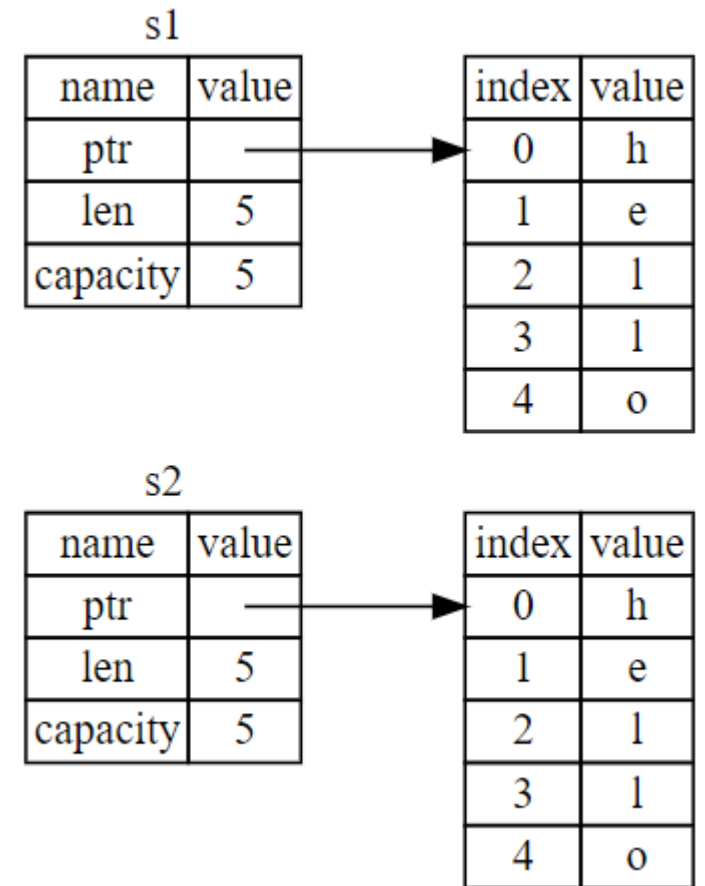 s1
name value
ptr
len 5
capacity 5
index value
0 h
1 e
2 l
3 l
4 o
s2
name value
ptr
len 5
capacity 5
index value
0 h
1 e
2 l
3 l
4 o